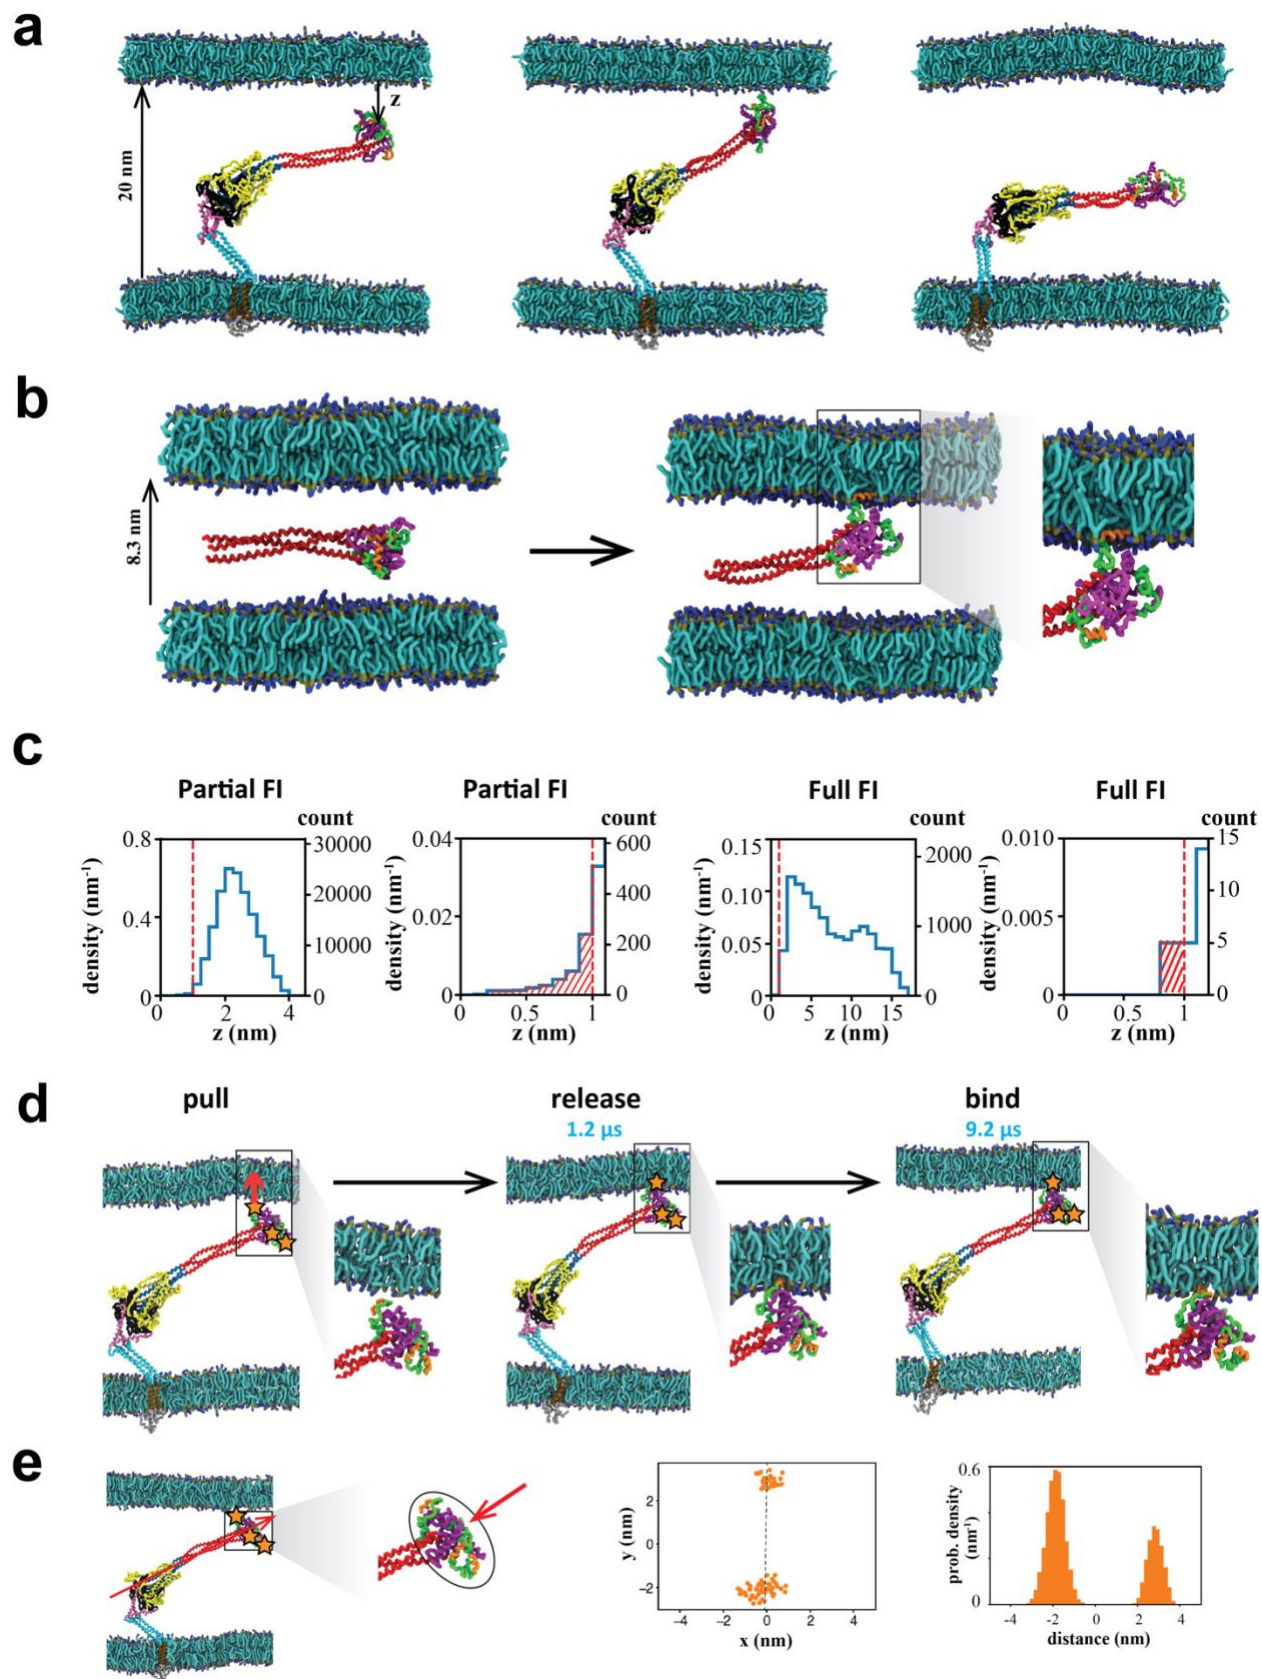 a
z
20 nm
b
8.3 nm
c
Partial FI
Partial FI
Full FI
Full FI
count
count
count
count
0.8
0.4
0
30000
20000
10000
0
density (nm⁻¹)
0 2 4
z (nm)
0.04
0.02
0
600
400
200
0
density (nm⁻¹)
0 0.5 1
z (nm)
0.15
0.10
0.05
0
2000
1000
0
density (nm⁻¹)
0 5 10 15
z (nm)
0.010
0.005
0
15
10
5
0
density (nm⁻¹)
0 0.5 1
z (nm)
d
pull
release
bind
1.2 µs
9.2 µs
e
2
0
−2
y (nm)
−4 −2 0 2 4
x (nm)
0.6
0
prob. density
(nm⁻¹)
-4 -2 0 2 4
distance (nm)